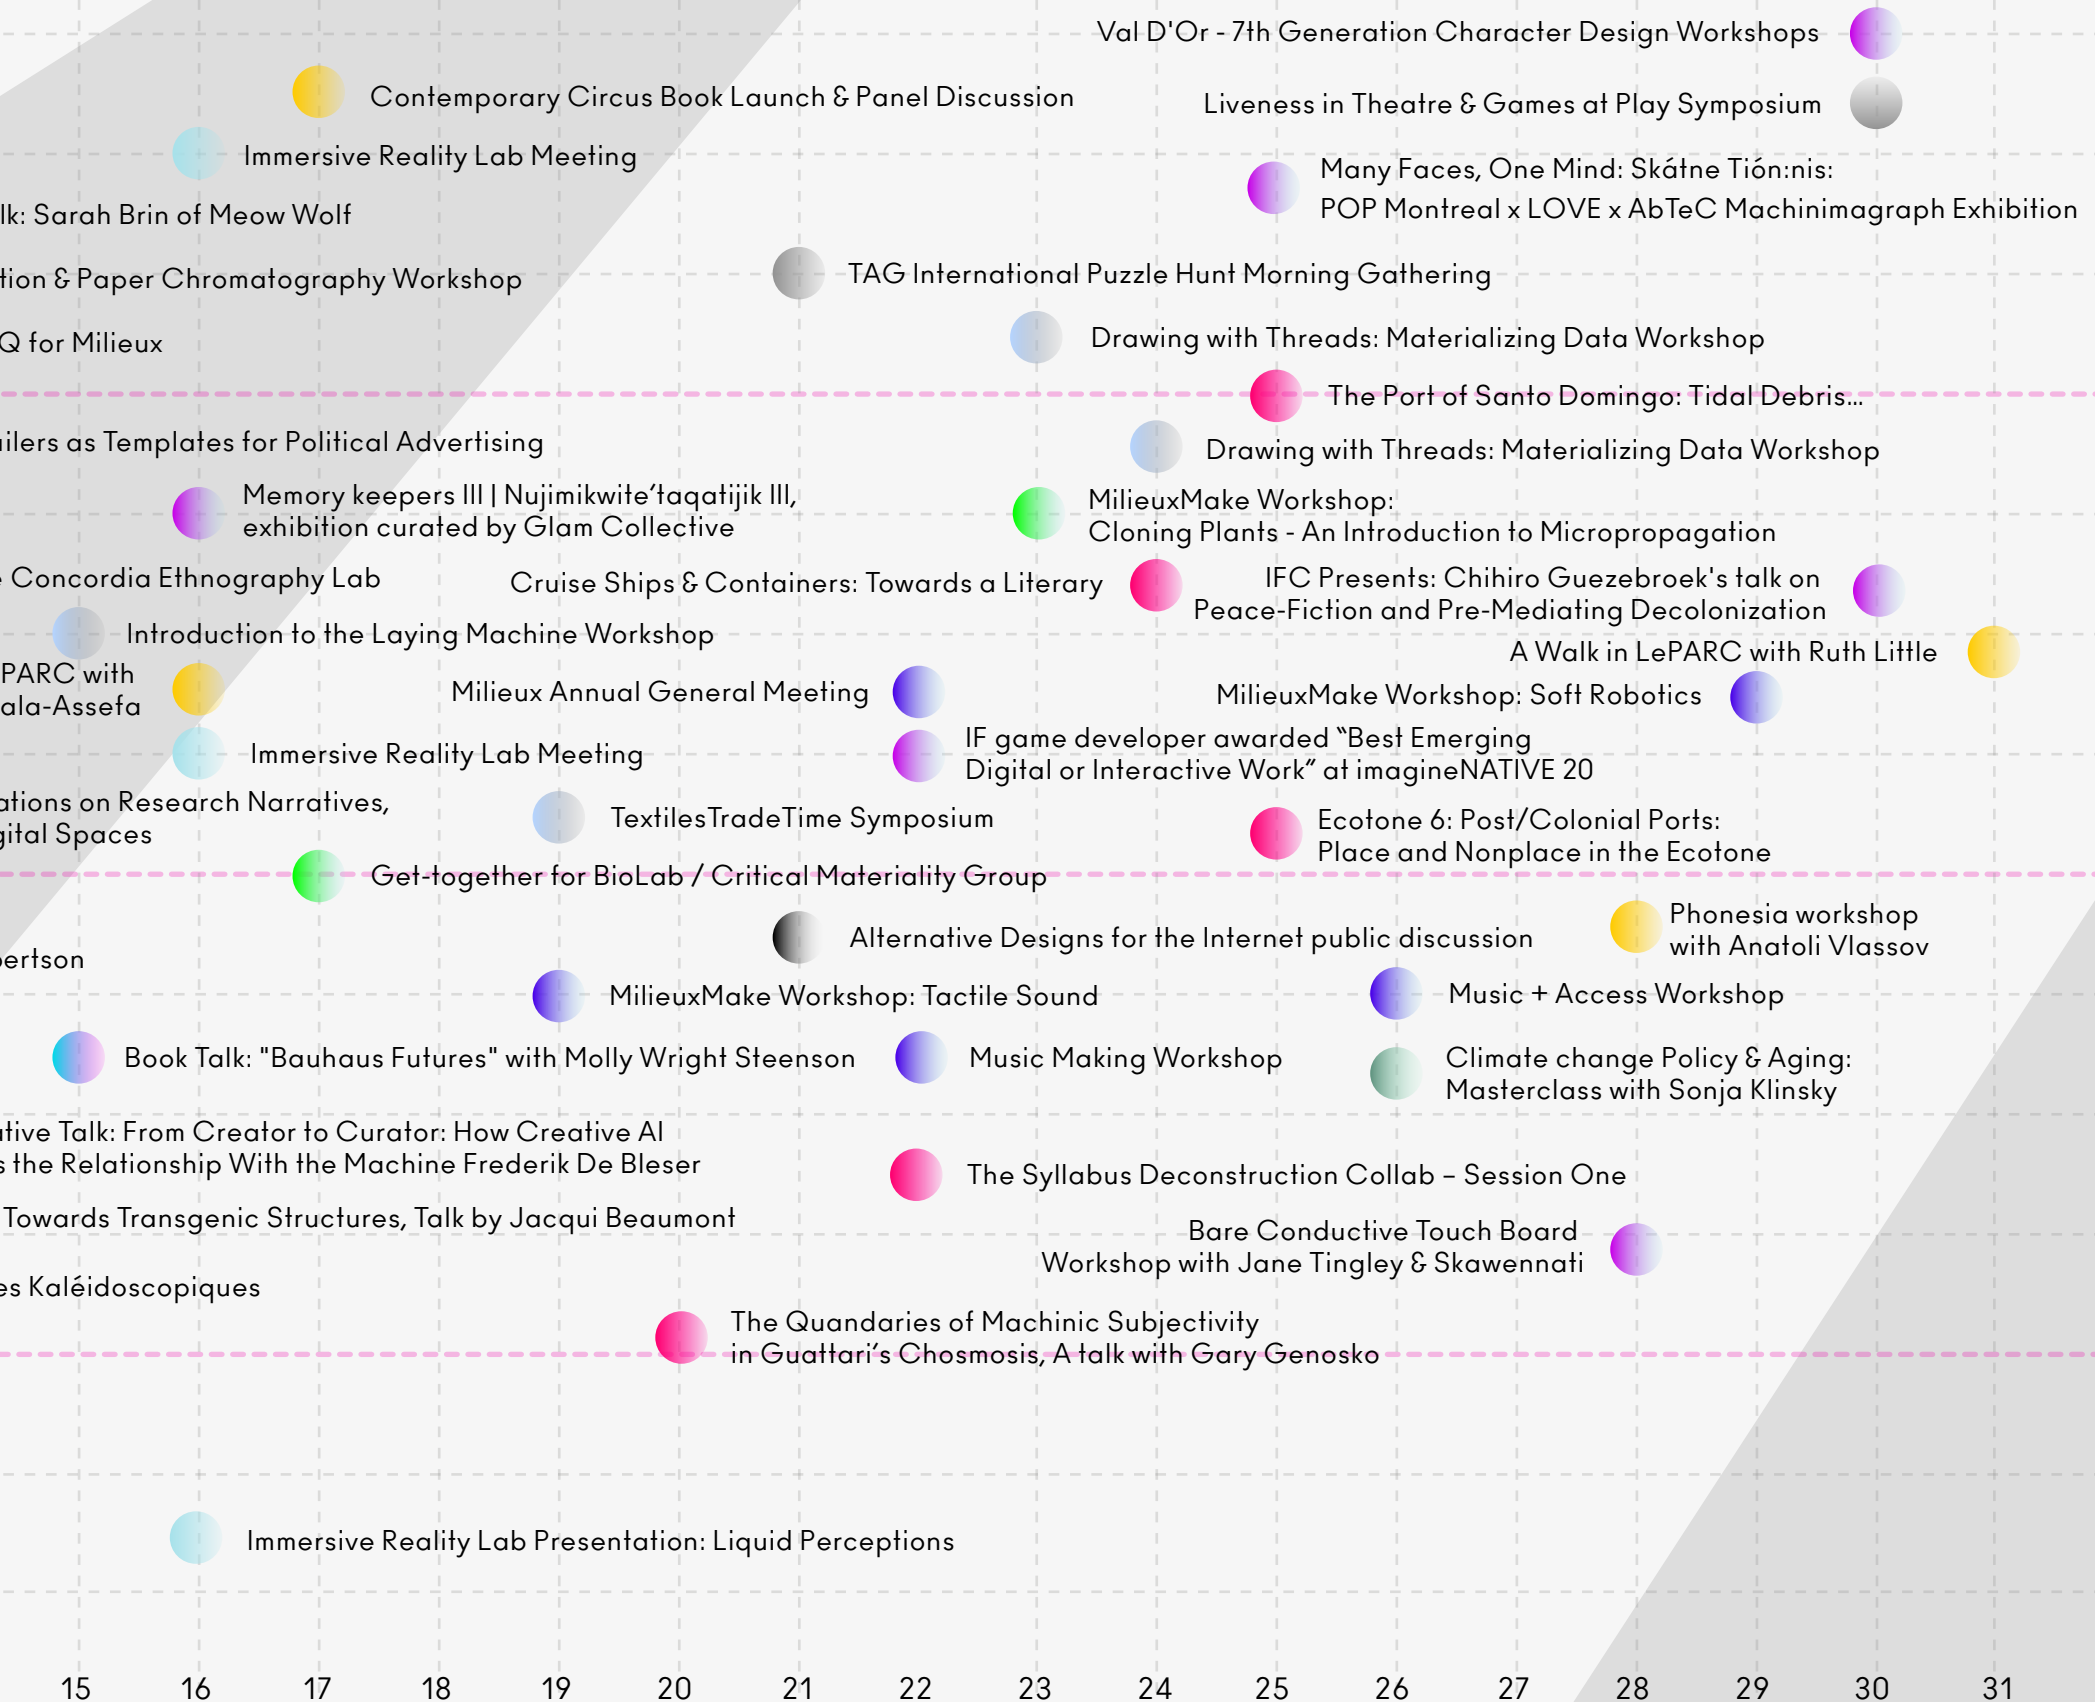 Val D'Or - 7th Generation Character Design Workshops
Contemporary Circus Book Launch & Panel Discussion
Liveness in Theatre & Games at Play Symposium
Immersive Reality Lab Meeting
Many Faces, One Mind: Skátne Tión:nis:
POP Montreal x LOVE x AbTeC Machinimagraph Exhibition
lk: Sarah Brin of Meow Wolf
tion & Paper Chromatography Workshop
TAG International Puzzle Hunt Morning Gathering
Q for Milieux
Drawing with Threads: Materializing Data Workshop
The Port of Santo Domingo: Tidal Debris...
ilers as Templates for Political Advertising
Drawing with Threads: Materializing Data Workshop
Memory keepers III | Nujimikwite’taqatijik III,
exhibition curated by Glam Collective
MilieuxMake Workshop:
Cloning Plants - An Introduction to Micropropagation
e Concordia Ethnography Lab
Cruise Ships & Containers: Towards a Literary
IFC Presents: Chihiro Guezebroek's talk on
Peace-Fiction and Pre-Mediating Decolonization
Introduction to the Laying Machine Workshop
A Walk in LePARC with Ruth Little
PARC with
ala-Assefa
Milieux Annual General Meeting
MilieuxMake Workshop: Soft Robotics
Immersive Reality Lab Meeting
IF game developer awarded “Best Emerging
Digital or Interactive Work” at imagineNATIVE 20
ations on Research Narratives,
gital Spaces
TextilesTradeTime Symposium
Ecotone 6: Post/Colonial Ports:
Place and Nonplace in the Ecotone
Get-together for BioLab / Critical Materiality Group
Alternative Designs for the Internet public discussion
Phonesia workshop
with Anatoli Vlassov
bertson
MilieuxMake Workshop: Tactile Sound
Music + Access Workshop
Book Talk: "Bauhaus Futures" with Molly Wright Steenson
Music Making Workshop
Climate change Policy & Aging:
Masterclass with Sonja Klinsky
ative Talk: From Creator to Curator: How Creative AI
s the Relationship With the Machine Frederik De Bleser
The Syllabus Deconstruction Collab – Session One
Towards Transgenic Structures, Talk by Jacqui Beaumont
Bare Conductive Touch Board
Workshop with Jane Tingley & Skawennati
es Kaléidoscopiques
The Quandaries of Machinic Subjectivity
in Guattari’s Chosmosis, A talk with Gary Genosko
Immersive Reality Lab Presentation: Liquid Perceptions
15 16 17 18 19 20 21 22 23 24 25 26 27 28 29 30 31